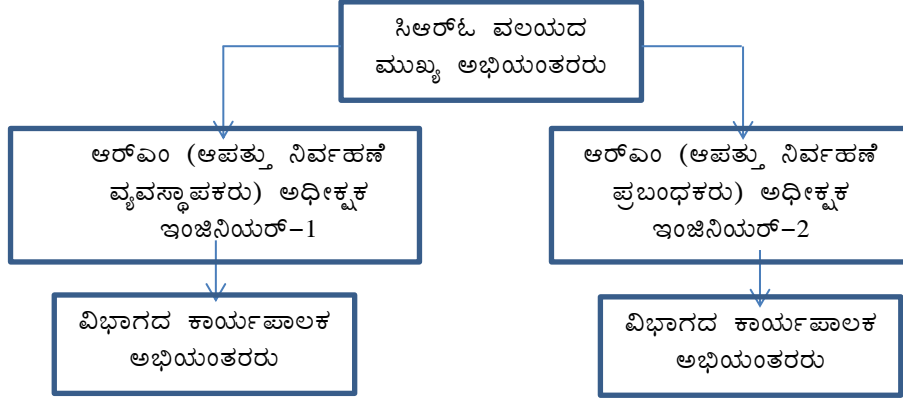 ಸಿಆರ್‌ಓ ವಲಯದ
ಮುಖ್ಯ ಅಭಿಯಂತರರು
ಆರ್‌ಎಂ (ಆಪತ್ತು ನಿರ್ವಹಣೆ
ವ್ಯವಸ್ಥಾಪಕರು) ಅಧೀಕ್ಷಕ
ಇಂಜಿನಿಯರ್-1
ಆರ್‌ಎಂ (ಆಪತ್ತು ನಿರ್ವಹಣೆ
ಪ್ರಬಂಧಕರು) ಅಧೀಕ್ಷಕ
ಇಂಜಿನಿಯರ್-2
ವಿಭಾಗದ ಕಾರ್ಯಪಾಲಕ
ಅಭಿಯಂತರರು
ವಿಭಾಗದ ಕಾರ್ಯಪಾಲಕ
ಅಭಿಯಂತರರು